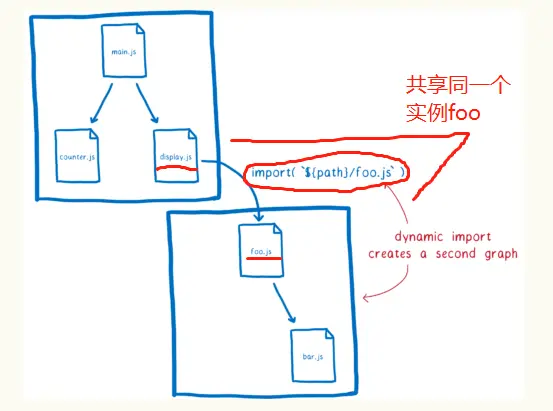 main.js
共享同一个
实例foo
counter.js
display.js
import( `${path}/foo.js` )
foo.js
dynamic import
creates a second graph
bar.js